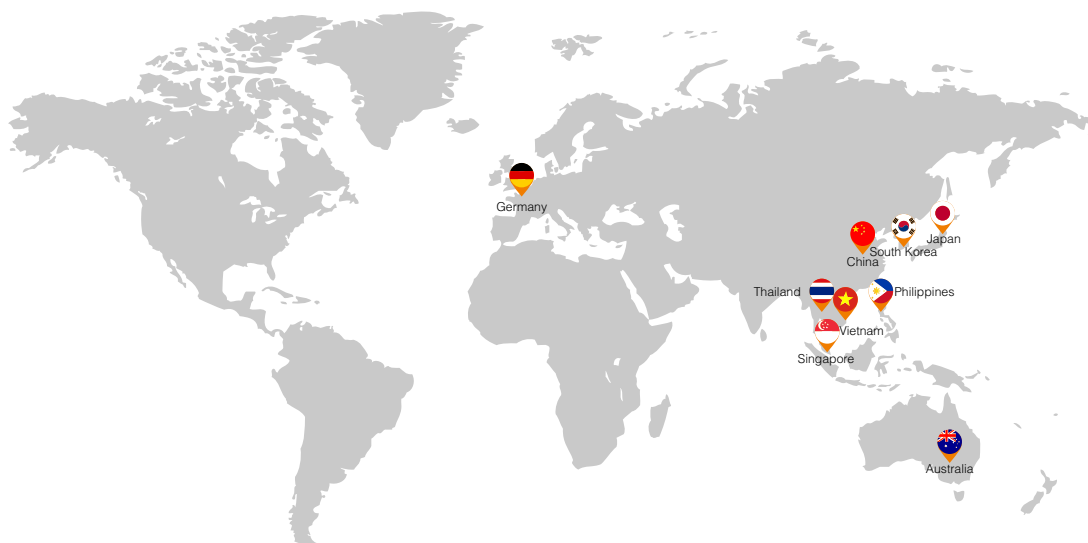 Germany
Japan
South Korea
China
Thailand
Philippines
Vietnam
Singapore
Australia